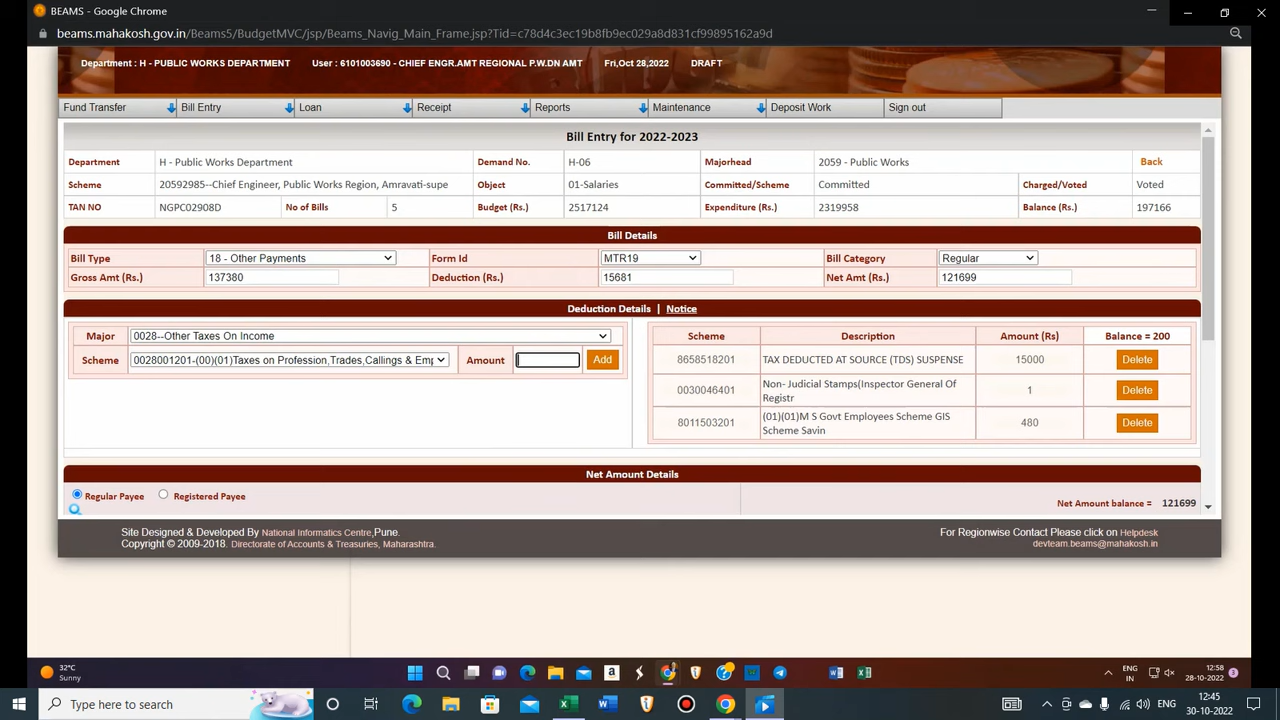 BEAMS - Google Chrome
beams.mahakosh.gov.in/Beams5/BudgetMVC/jsp/Beams_Navig_Main_Frame.jsp?Tid=c78d4c3ec19b8fb9ec029a8d831cf99895162a9d
Department : H - PUBLIC WORKS DEPARTMENT User : 6101003690 - CHIEF ENGR.AMT REGIONAL P.W.DN AMT Fri,Oct 28,2022 DRAFT
Fund Transfer Bill Entry Loan Receipt Reports Maintenance Deposit Work Sign out
Bill Entry for 2022-2023
Department H - Public Works Department Demand No. H-06 Majorhead 2059 - Public Works Back
Scheme 20592985--Chief Engineer, Public Works Region, Amravati-supe Object 01-Salaries Committed/Scheme Committed Charged/Voted Voted
TAN NO NGPC02908D No of Bills 5 Budget (Rs.) 2517124 Expenditure (Rs.) 2319958 Balance (Rs.) 197166
Bill Details
Bill Type 18 - Other Payments Form Id MTR19 Bill Category Regular
Gross Amt (Rs.) 137380 Deduction (Rs.) 15681 Net Amt (Rs.) 121699
Deduction Details | Notice
Major 0028--Other Taxes On Income
Scheme 0028001201-(00)(01)Taxes on Profession,Trades,Callings & Emp Amount Add
Scheme Description Amount (Rs) Balance = 200
8658518201 TAX DEDUCTED AT SOURCE (TDS) SUSPENSE 15000 Delete
0030046401 Non- Judicial Stamps(Inspector General Of
Registr 1 Delete
8011503201 (01)(01)M S Govt Employees Scheme GIS
Scheme Savin 480 Delete
Net Amount Details
Regular Payee Registered Payee
Net Amount balance = 121699
Site Designed & Developed By National Informatics Centre,Pune. For Regionwise Contact Please click on Helpdesk
Copyright © 2009-2018. Directorate of Accounts & Treasuries, Maharashtra. devteam.beams@mahakosh.in
32°C
Sunny
ENG
IN
12:58
28-10-2022
3
Type here to search
ENG
12:45
30-10-2022